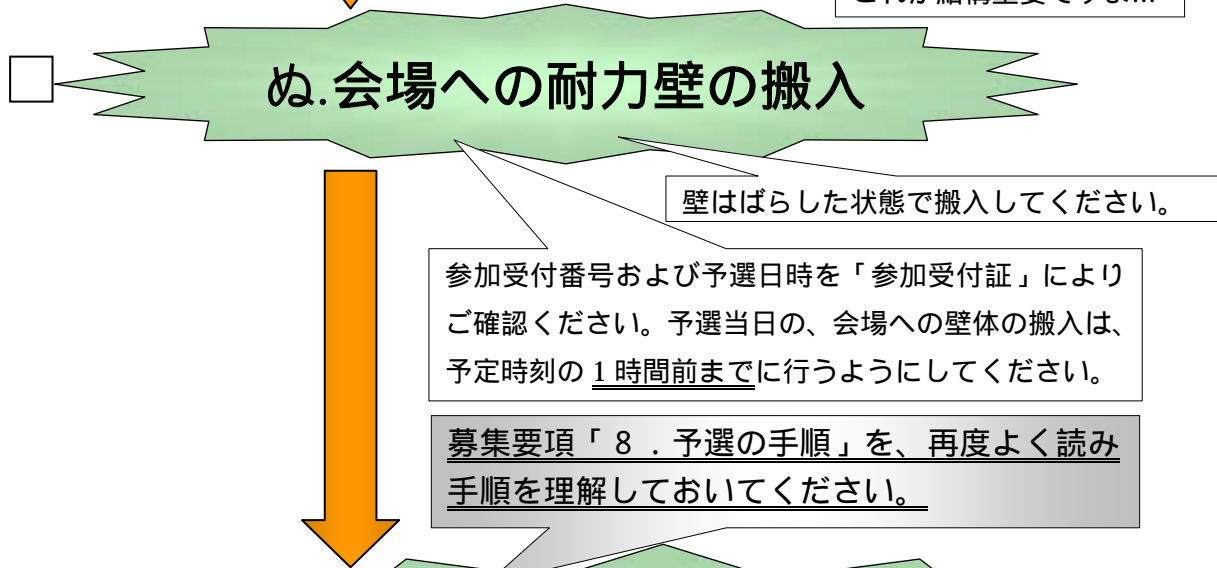 ぬ.会場への耐力壁の搬入
壁はばらした状態で搬入してください。
参加受付番号および予選日時を「参加受付証」により
ご確認ください。予選当日の、会場への壁体の搬入は、
予定時刻の 1 時間前までに行うようにしてください。
募集要項「８．予選の手順」を、再度よく読み
手順を理解しておいてください。